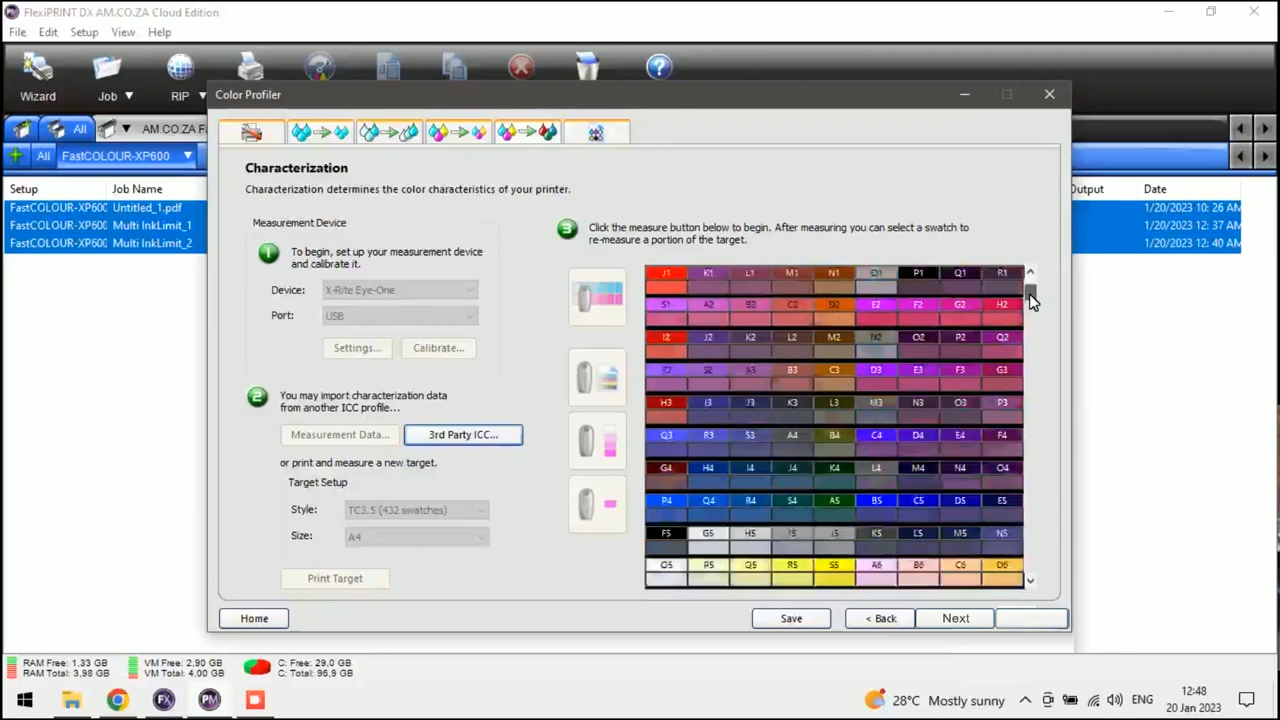 FlexiPRINT DX AM.CO.ZA Cloud Edition
File Edit Setup View Help
Wizard Job RIP
All AM.CO.ZA Fa
All FastCOLOUR-XP600
Setup Job Name Output Date
FastCOLOUR-XP600 Untitled_1.pdf 1/20/2023 10: 26 AM
FastCOLOUR-XP600 Multi InkLimit_1 1/20/2023 12: 37 AM
FastCOLOUR-XP600 Multi InkLimit_2 1/20/2023 12: 40 AM
Color Profiler
Characterization
Characterization determines the color characteristics of your printer.
Measurement Device
1 To begin, set up your measurement device
and calibrate it.
Device: X-Rite Eye-One
Port: USB
Settings... Calibrate...
2 You may import characterization data
from another ICC profile...
Measurement Data... 3rd Party ICC...
or print and measure a new target.
Target Setup
Style: TC3.5 (432 swatches)
Size: A4
Print Target
3 Click the measure button below to begin. After measuring you can select a swatch to
re-measure a portion of the target.
J1 K1 L1 M1 N1 O1 P1 Q1 R1
S1 A2 B2 C2 D2 E2 F2 G2 H2
I2 J2 K2 L2 M2 N2 O2 P2 Q2
A3 B3 C3 D3 E3 F3 G3
H3 I3 J3 K3 L3 M3 N3 O3 P3
Q3 R3 S3 A4 B4 C4 D4 E4 F4
G4 H4 I4 J4 K4 L4 M4 N4 O4
P4 Q4 R4 S4 A5 B5 C5 D5 E5
F5 G5 H5 I5 J5 K5 L5 M5 N5
O5 P5 Q5 R5 S5 A6 B6 C6 D6
Home Save < Back Next
RAM Free: 1.33 GB VM Free: 2,90 GB C: Free: 29,0 GB
RAM Total: 3,98 GB VM Total: 4,00 GB C: Total: 96,9 GB
FX PM 28°C Mostly sunny ENG 12:48
20 Jan 2023